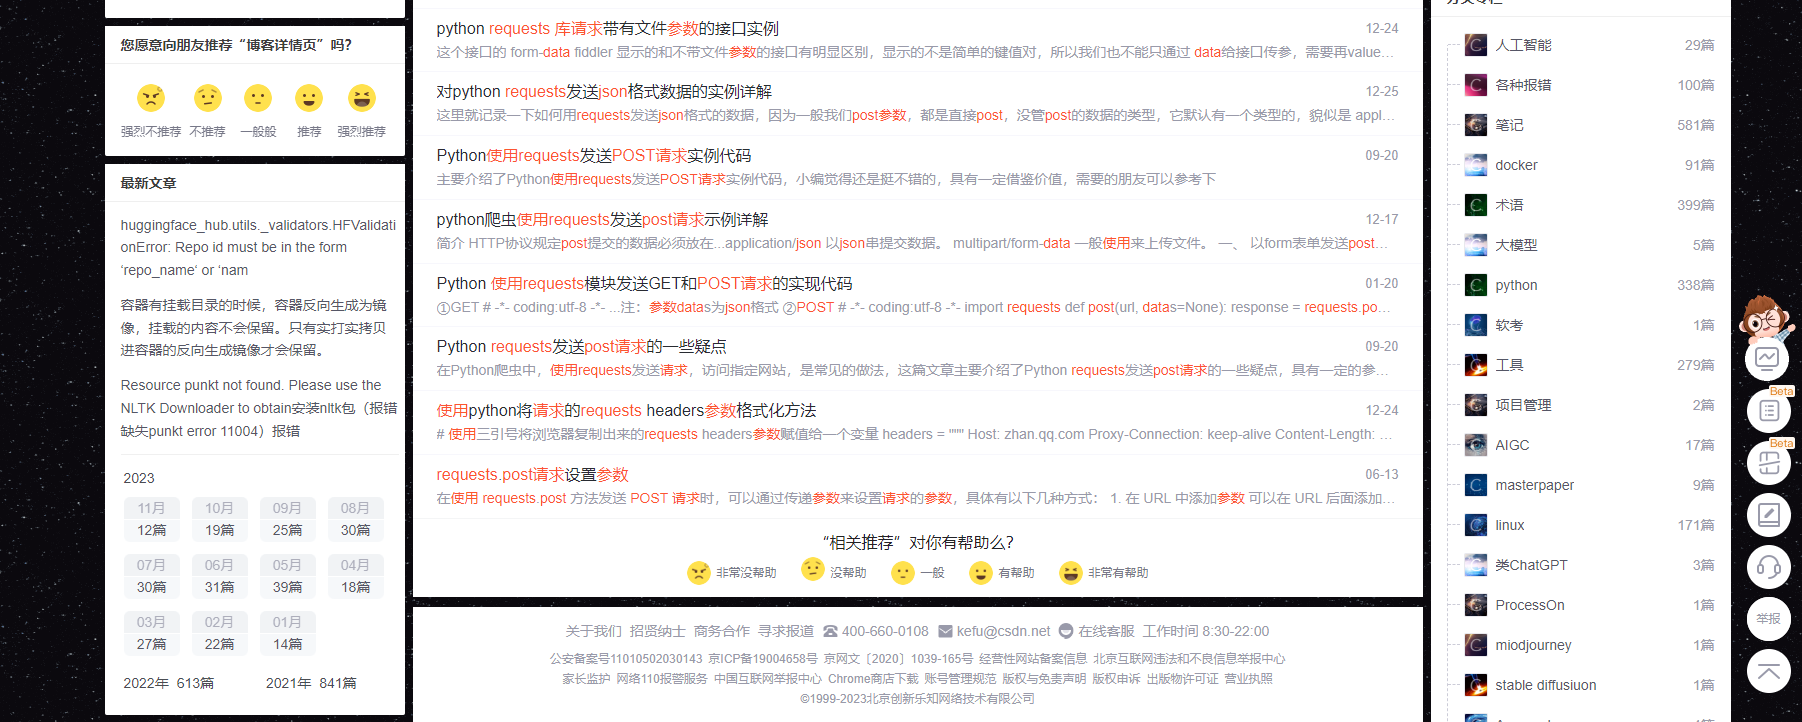 您愿意向朋友推荐“博客详情页”吗?
强烈不推荐 不推荐 一般般 推荐 强烈推荐
最新文章
huggingface_hub.utils._validators.HFValidati
onError: Repo id must be in the form
‘repo_name‘ or ‘nam
容器有挂载目录的时候，容器反向生成为镜
像，挂载的内容不会保留。只有实打实拷贝
进容器的反向生成镜像才会保留。
Resource punkt not found. Please use the
NLTK Downloader to obtain安装nltk包（报错
缺失punkt error 11004）报错
2023
11月 10月 09月 08月
12篇 19篇 25篇 30篇
07月 06月 05月 04月
30篇 31篇 39篇 18篇
03月 02月 01月
27篇 22篇 14篇
2022年 613篇 2021年 841篇
python requests 库请求带有文件参数的接口实例 12-24
这个接口的 form-data fiddler 显示的和不带文件参数的接口有明显区别，显示的不是简单的键值对，所以我们也不能只通过 data给接口传参，需要再value…
对python requests发送json格式数据的实例详解 12-25
这里就记录一下如何用requests发送json格式的数据，因为一般我们post参数，都是直接post，没管post的数据的类型，它默认有一个类型的，貌似是 appl…
Python使用requests发送POST请求实例代码 09-20
主要介绍了Python使用requests发送POST请求实例代码，小编觉得还是挺不错的，具有一定借鉴价值，需要的朋友可以参考下
python爬虫使用requests发送post请求示例详解 12-17
简介 HTTP协议规定post提交的数据必须放在...application/json 以json串提交数据。 multipart/form-data 一般使用来上传文件。 一、 以form表单发送post…
Python 使用requests模块发送GET和POST请求的实现代码 01-20
①GET # -*- coding:utf-8 -*- ...注：参数datas为json格式 ②POST # -*- coding:utf-8 -*- import requests def post(url, datas=None): response = requests.po…
Python requests发送post请求的一些疑点 09-20
在Python爬虫中，使用requests发送请求，访问指定网站，是常见的做法，这篇文章主要介绍了Python requests发送post请求的一些疑点，具有一定的参…
使用python将请求的requests headers参数格式化方法 12-24
# 使用三引号将浏览器复制出来的requests headers参数赋值给一个变量 headers = """ Host: zhan.qq.com Proxy-Connection: keep-alive Content-Length: …
requests.post请求设置参数 06-13
在使用 requests.post 方法发送 POST 请求时，可以通过传递参数来设置请求的参数，具体有以下几种方式： 1. 在 URL 中添加参数 可以在 URL 后面添加…
“相关推荐”对你有帮助么?
非常没帮助 没帮助 一般 有帮助 非常有帮助
关于我们 招贤纳士 商务合作 寻求报道 400-660-0108 kefu@csdn.net 在线客服 工作时间 8:30-22:00
公安备案号11010502030143 京ICP备19004658号 京网文〔2020〕1039-165号 经营性网站备案信息 北京互联网违法和不良信息举报中心
家长监护 网络110报警服务 中国互联网举报中心 Chrome商店下载 账号管理规范 版权与免责声明 版权申诉 出版物许可证 营业执照
©1999-2023北京创新乐知网络技术有限公司
人工智能 29篇
各种报错 100篇
笔记 581篇
docker 91篇
术语 399篇
大模型 5篇
python 338篇
软考 1篇
工具 279篇
项目管理 2篇
AIGC 17篇
masterpaper 9篇
linux 171篇
类ChatGPT 3篇
ProcessOn 1篇
miodjourney 1篇
stable diffusiuon 1篇
Beta
Beta
举报